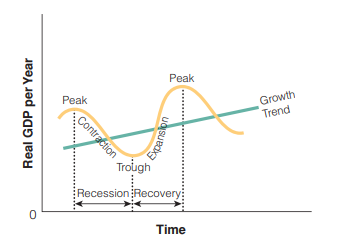 Real GDP per Year
Peak
Peak
Growth
Trend
Contraction
Expansion
Trough
Recession
Recovery
0
Time